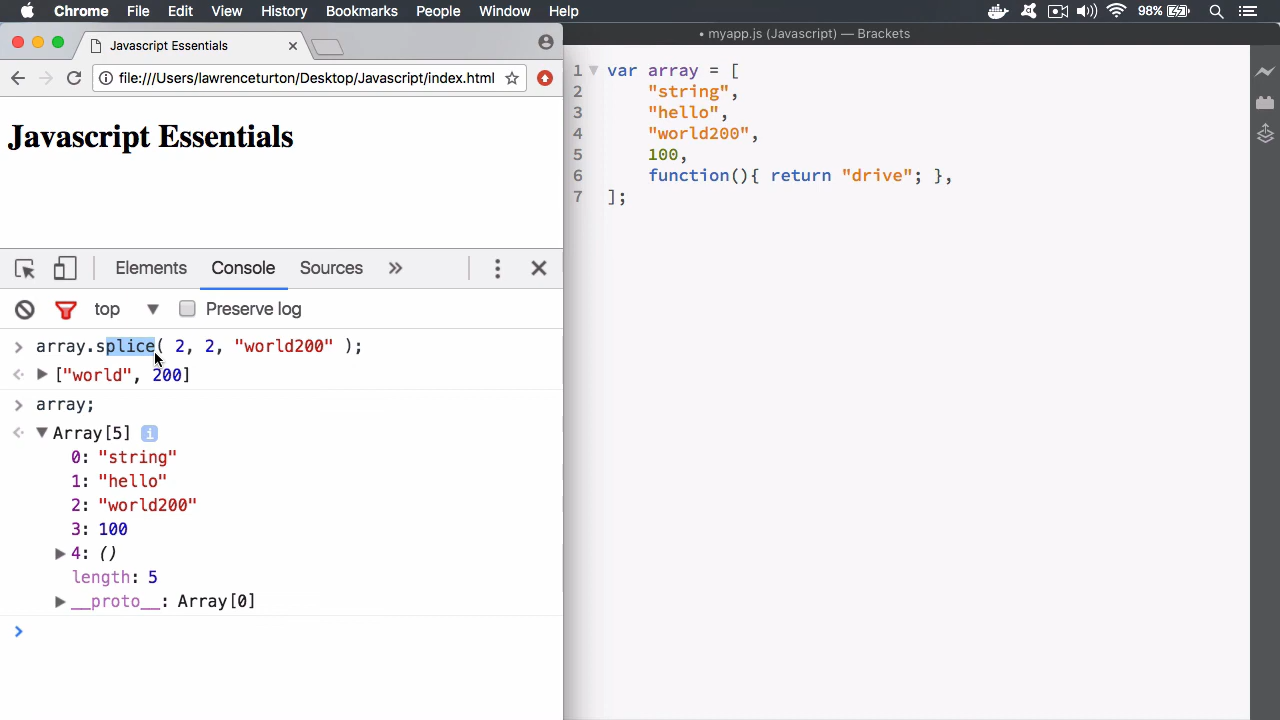 Chrome File Edit View History Bookmarks People Window Help 98%
Javascript Essentials
file:///Users/lawrenceturton/Desktop/Javascript/index.html
Javascript Essentials
Elements Console Sources »
top Preserve log
array.splice( 2, 2, "world200" );
["world", 200]
array;
Array[5] i
0: "string"
1: "hello"
2: "world200"
3: 100
4: ()
length: 5
__proto__: Array[0]
• myapp.js (Javascript) — Brackets
1 var array = [
2 "string",
3 "hello",
4 "world200",
5 100,
6 function(){ return "drive"; },
7 ];